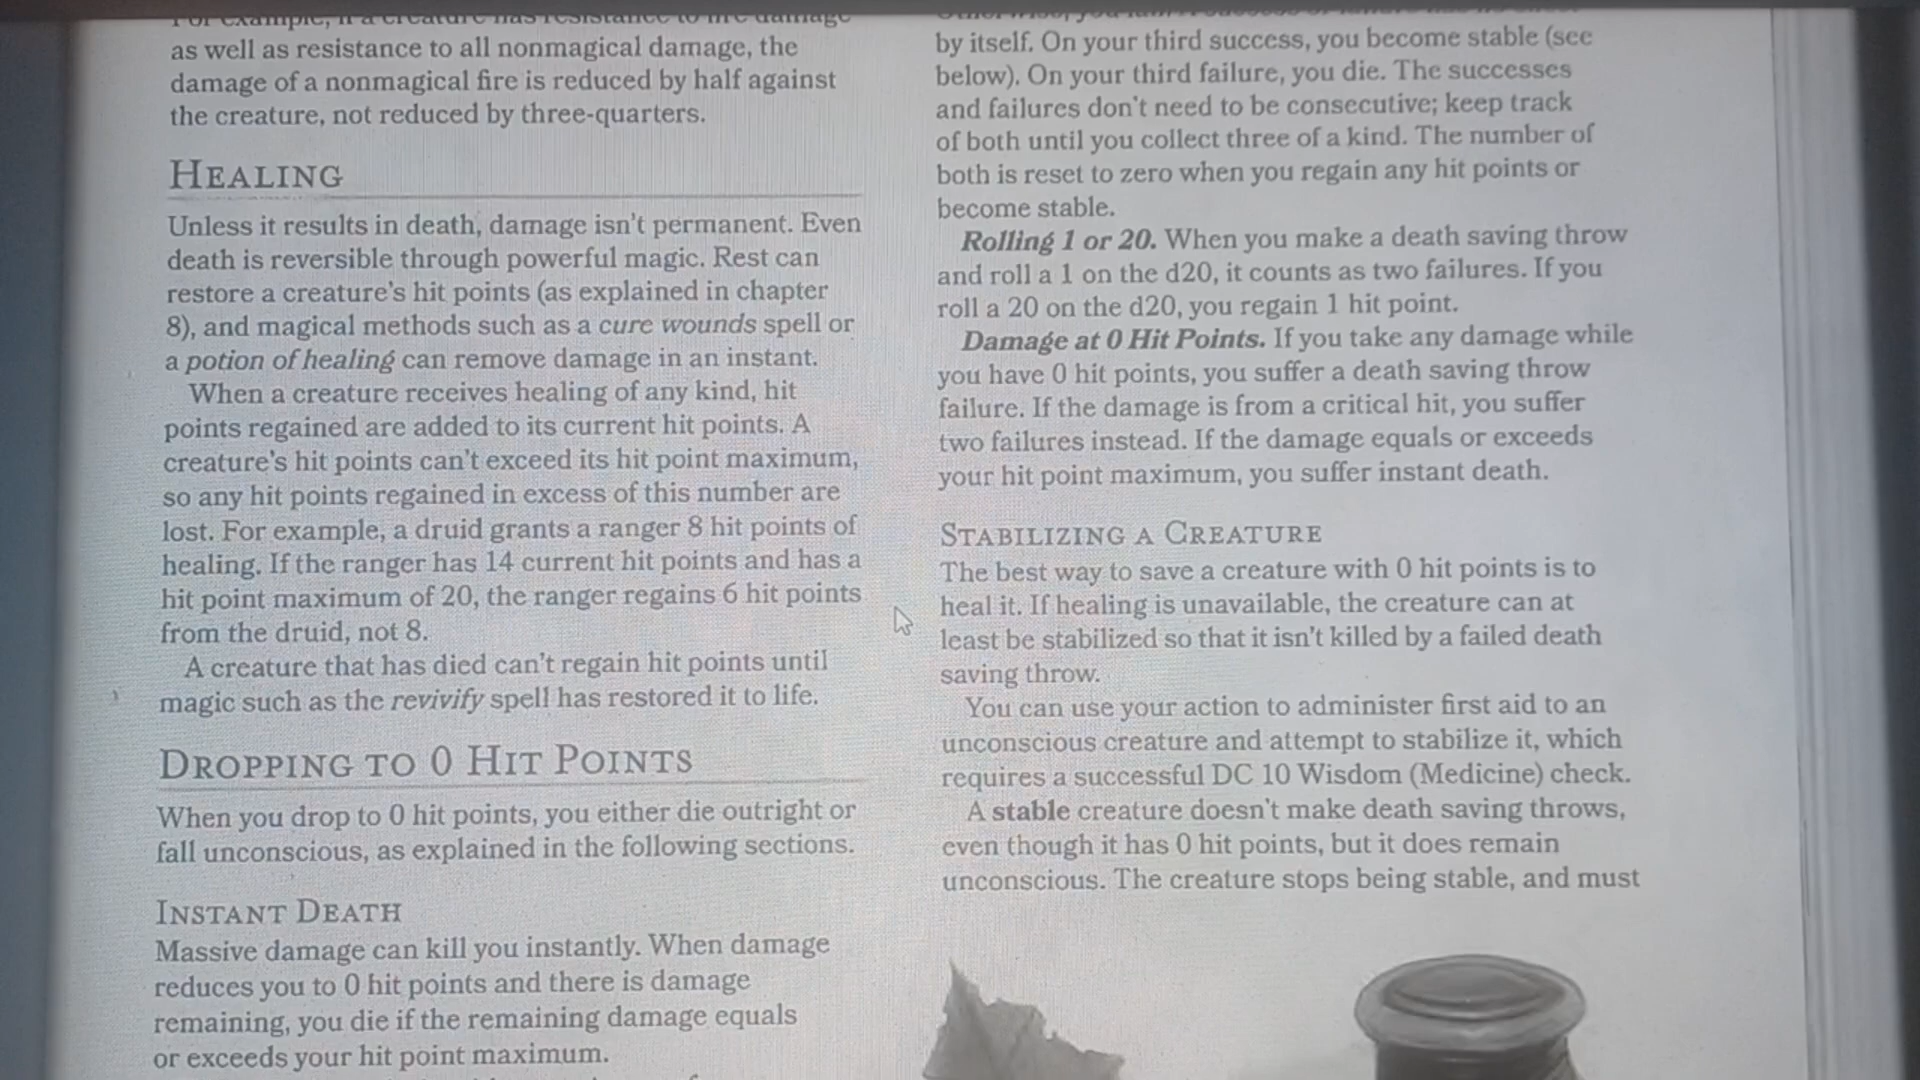 For example, if a creature has resistance to fire damage
as well as resistance to all nonmagical damage, the
damage of a nonmagical fire is reduced by half against
the creature, not reduced by three-quarters.
HEALING
Unless it results in death, damage isn't permanent. Even
death is reversible through powerful magic. Rest can
restore a creature's hit points (as explained in chapter
8), and magical methods such as a cure wounds spell or
a potion of healing can remove damage in an instant.
When a creature receives healing of any kind, hit
points regained are added to its current hit points. A
creature's hit points can't exceed its hit point maximum,
so any hit points regained in excess of this number are
lost. For example, a druid grants a ranger 8 hit points of
healing. If the ranger has 14 current hit points and has a
hit point maximum of 20, the ranger regains 6 hit points
from the druid, not 8.
A creature that has died can't regain hit points until
magic such as the revivify spell has restored it to life.
DROPPING TO 0 HIT POINTS
When you drop to 0 hit points, you either die outright or
fall unconscious, as explained in the following sections.
INSTANT DEATH
Massive damage can kill you instantly. When damage
reduces you to 0 hit points and there is damage
remaining, you die if the remaining damage equals
or exceeds your hit point maximum.
by itself. On your third success, you become stable (see
below). On your third failure, you die. The successes
and failures don't need to be consecutive; keep track
of both until you collect three of a kind. The number of
both is reset to zero when you regain any hit points or
become stable.
Rolling 1 or 20. When you make a death saving throw
and roll a 1 on the d20, it counts as two failures. If you
roll a 20 on the d20, you regain 1 hit point.
Damage at 0 Hit Points. If you take any damage while
you have 0 hit points, you suffer a death saving throw
failure. If the damage is from a critical hit, you suffer
two failures instead. If the damage equals or exceeds
your hit point maximum, you suffer instant death.
STABILIZING A CREATURE
The best way to save a creature with 0 hit points is to
heal it. If healing is unavailable, the creature can at
least be stabilized so that it isn't killed by a failed death
saving throw.
You can use your action to administer first aid to an
unconscious creature and attempt to stabilize it, which
requires a successful DC 10 Wisdom (Medicine) check.
A stable creature doesn't make death saving throws,
even though it has 0 hit points, but it does remain
unconscious. The creature stops being stable, and must